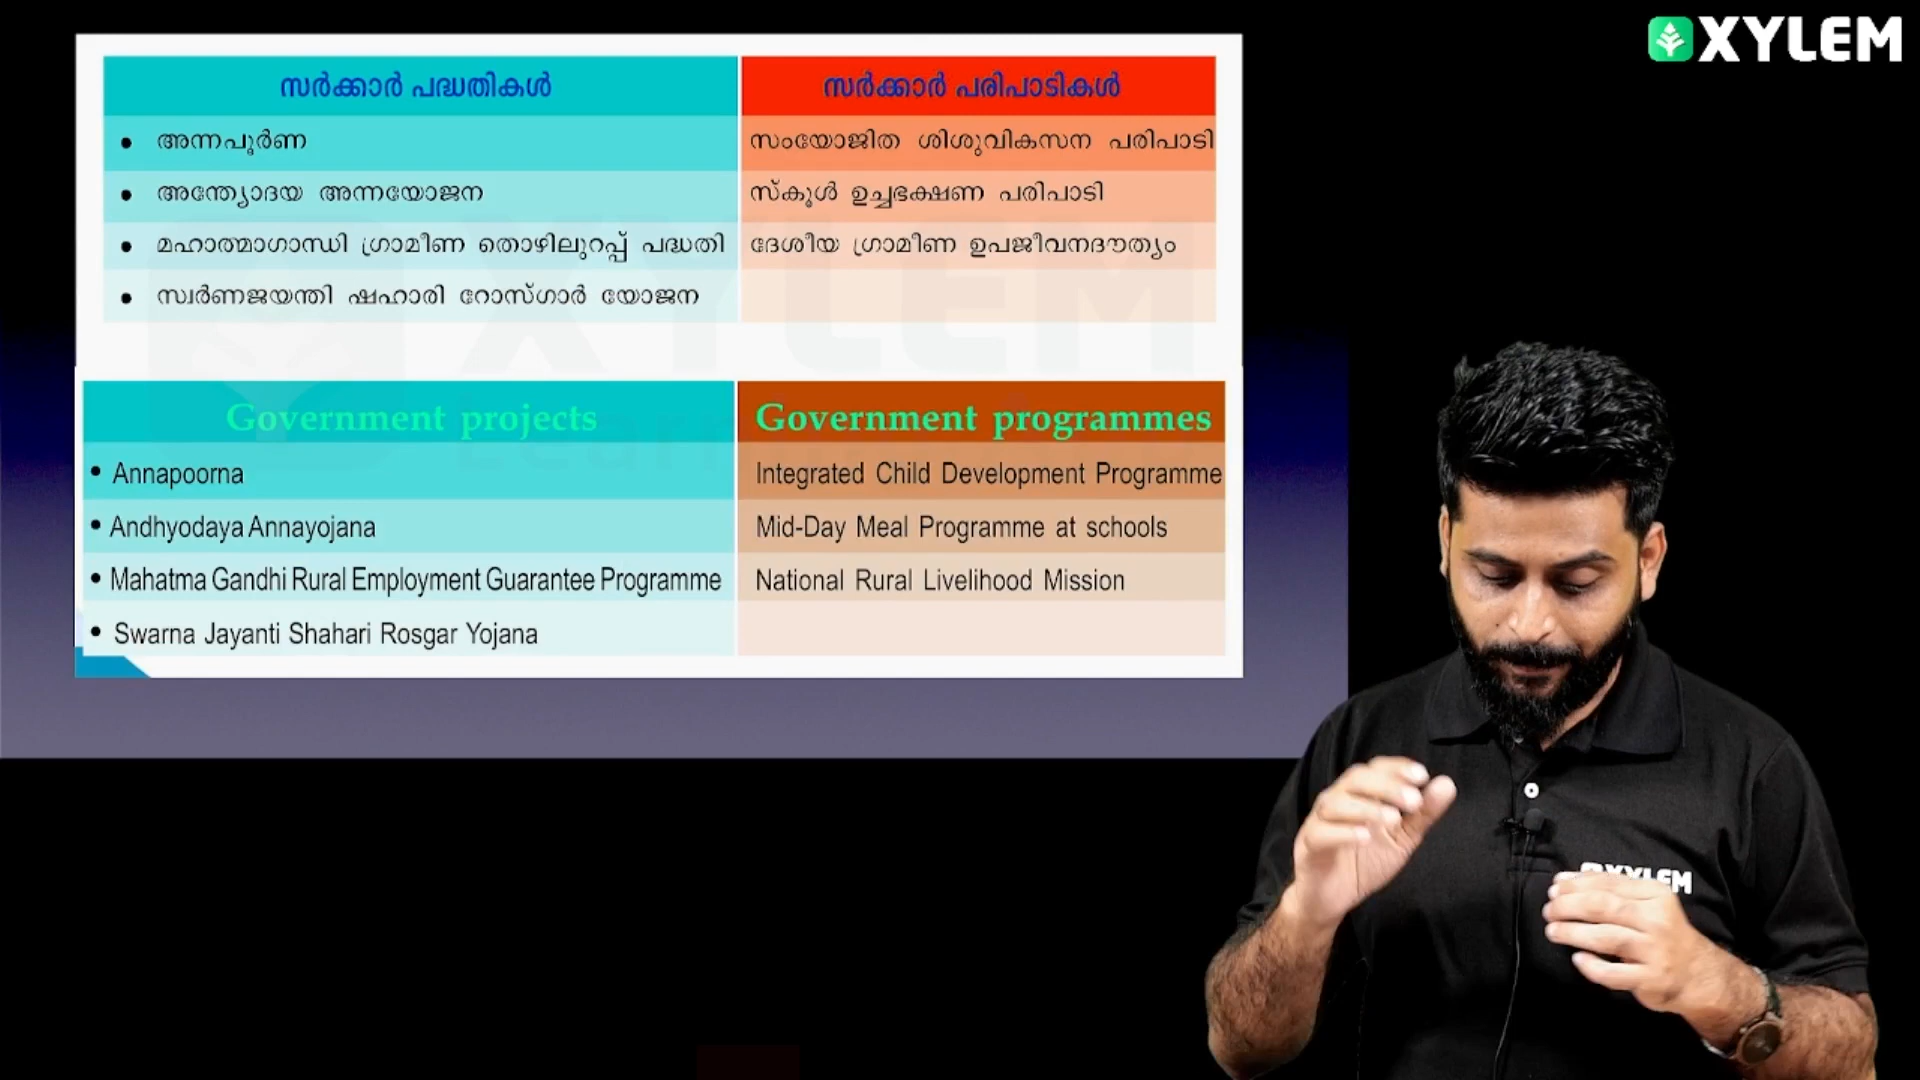 XYLEM
സർക്കാർ പദ്ധതികൾ
സർക്കാർ പരിപാടികൾ
• അന്നപൂർണ
സംയോജിത ശിശുവികസന പരിപാടി
• അന്ത്യോദയ അന്നയോജന
സ്കൂൾ ഉച്ചഭക്ഷണ പരിപാടി
• മഹാത്മാഗാന്ധി ഗ്രാമീണ തൊഴിലുറപ്പ് പദ്ധതി
ദേശീയ ഗ്രാമീണ ഉപജീവനദൗത്യം
• സ്വർണജയന്തി ഷഹാരി റോസ്ഗാർ യോജന
XYLEM
Government projects
Government programmes
• Annapoorna
Integrated Child Development Programme
• Andhyodaya Annayojana
Mid-Day Meal Programme at schools
• Mahatma Gandhi Rural Employment Guarantee Programme
National Rural Livelihood Mission
• Swarna Jayanti Shahari Rosgar Yojana
XYLEM